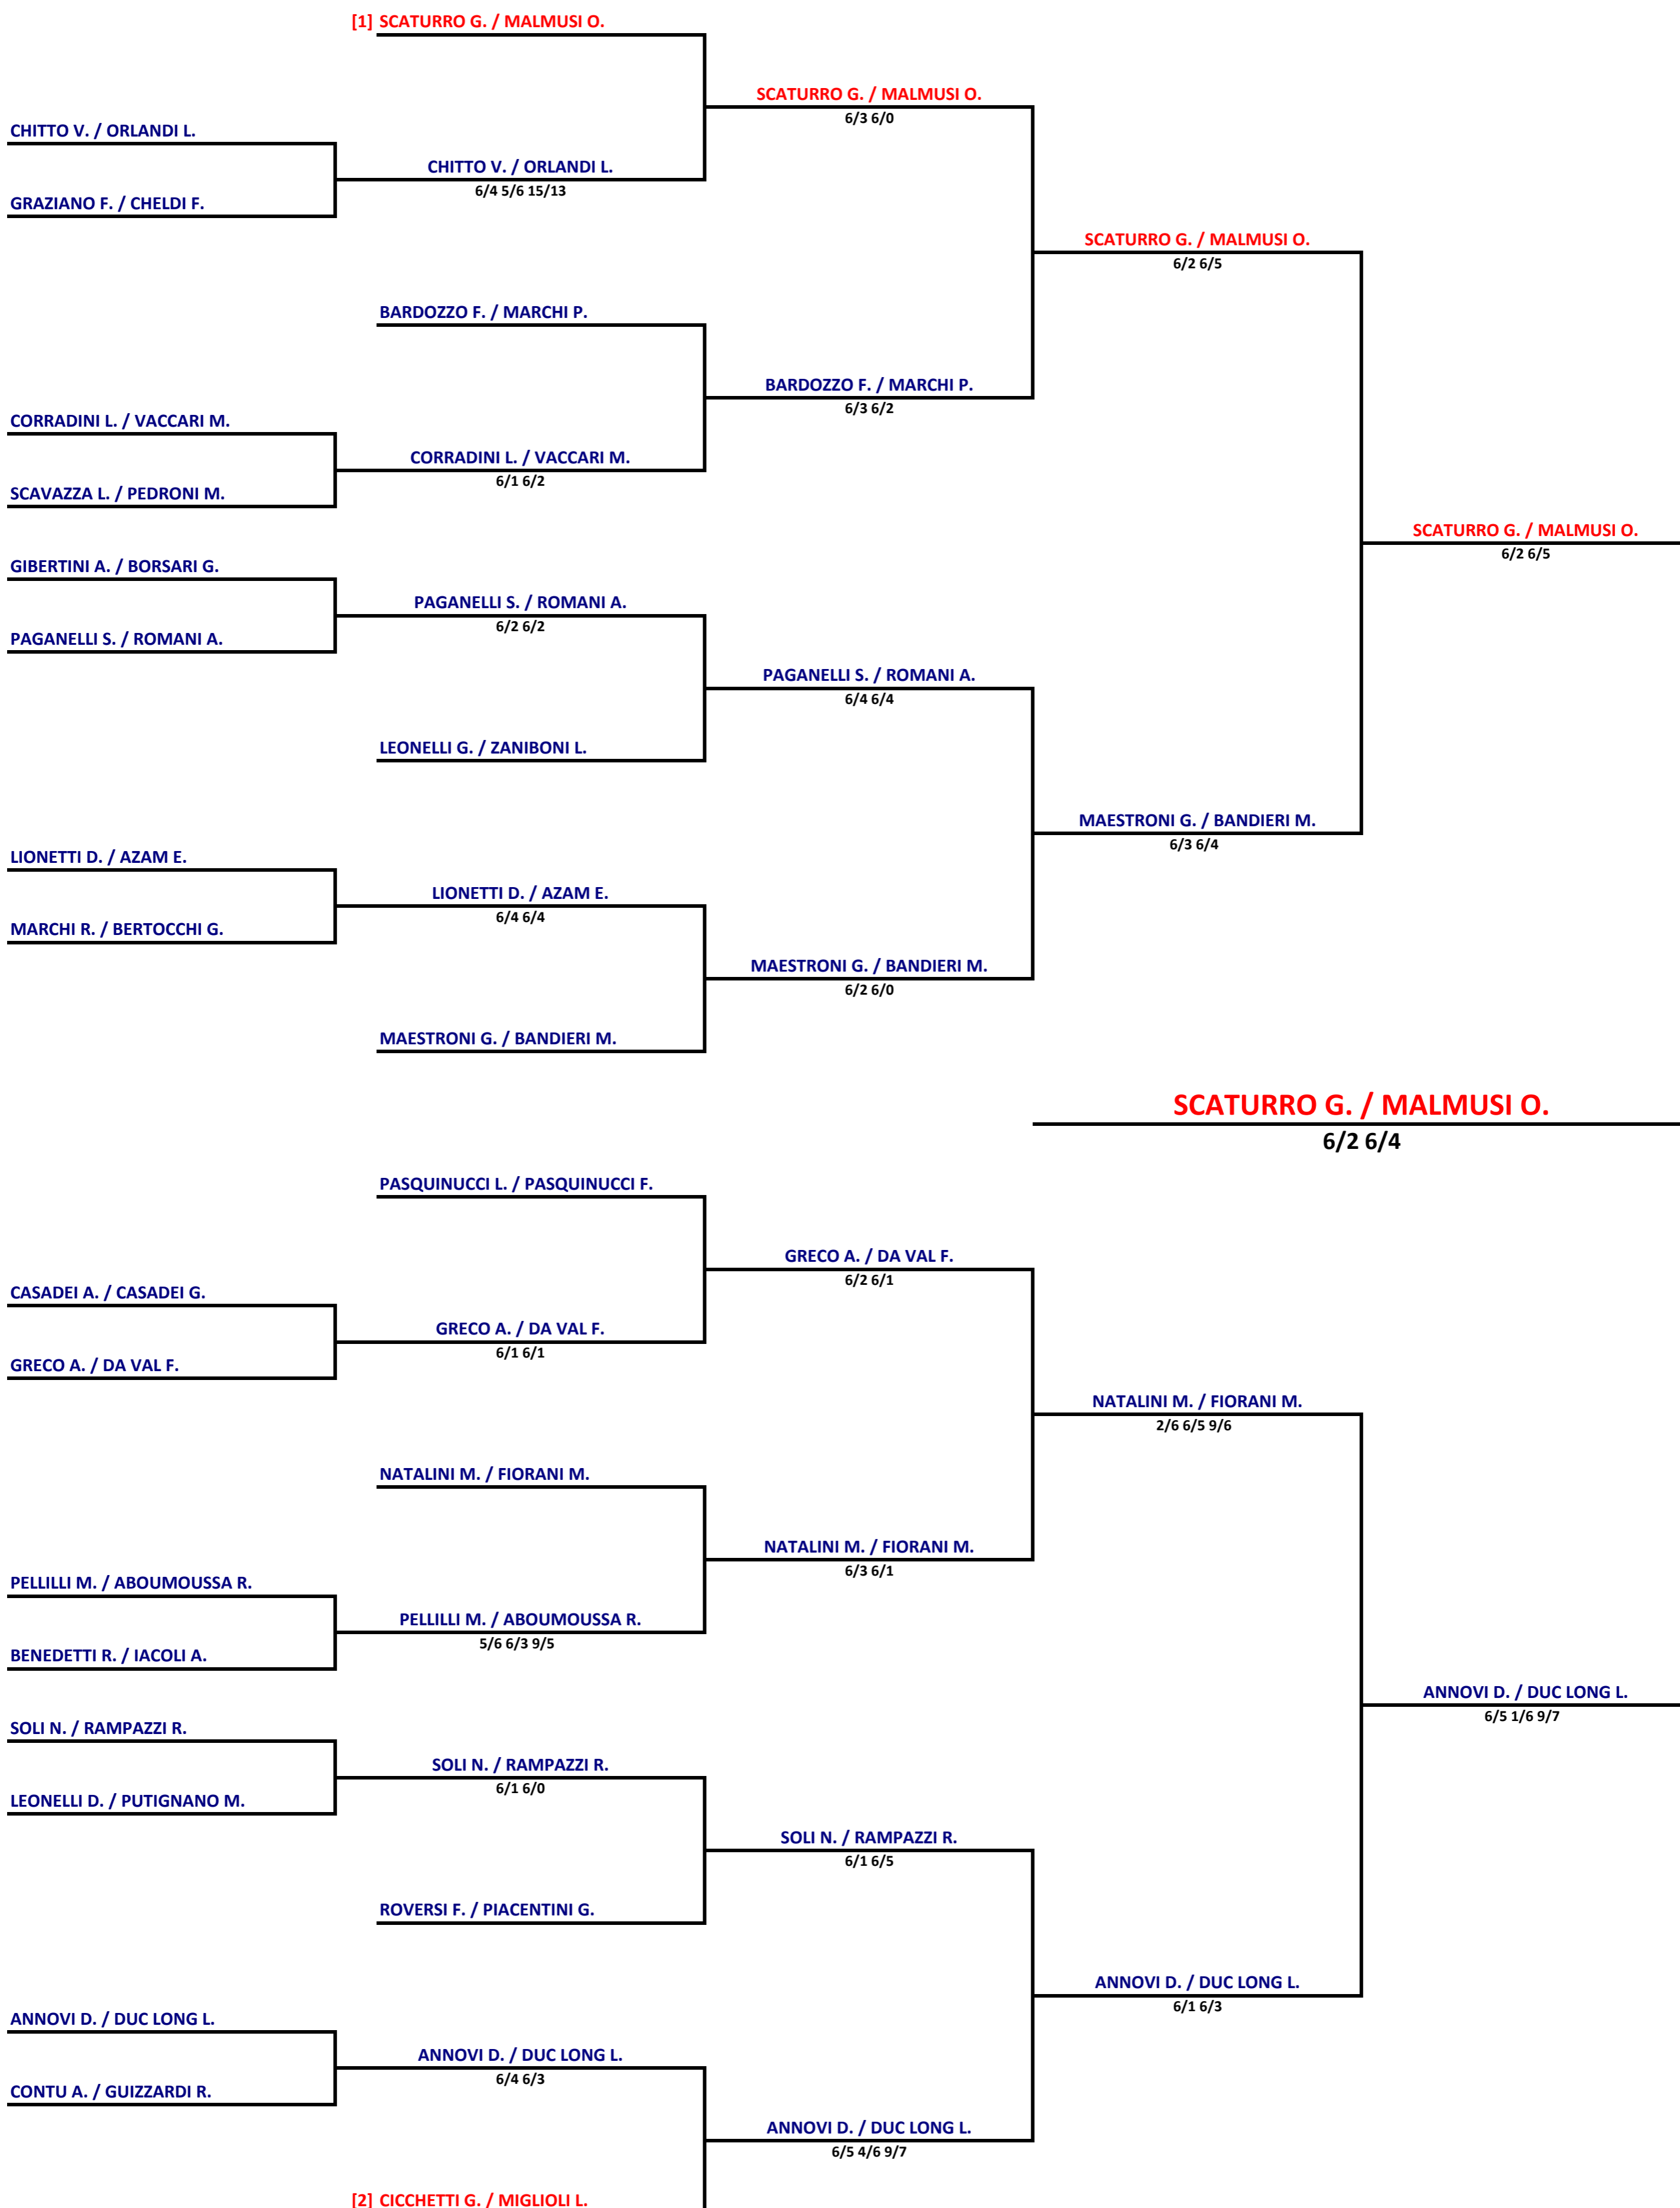 [1] SCATURRO G. / MALMUSI O.
SCATURRO G. / MALMUSI O.
6/3 6/0
CHITTO V. / ORLANDI L.
CHITTO V. / ORLANDI L.
6/4 5/6 15/13
GRAZIANO F. / CHELDI F.
SCATURRO G. / MALMUSI O.
6/2 6/5
BARDOZZO F. / MARCHI P.
BARDOZZO F. / MARCHI P.
6/3 6/2
CORRADINI L. / VACCARI M.
CORRADINI L. / VACCARI M.
6/1 6/2
SCAVAZZA L. / PEDRONI M.
SCATURRO G. / MALMUSI O.
6/2 6/5
GIBERTINI A. / BORSARI G.
PAGANELLI S. / ROMANI A.
6/2 6/2
PAGANELLI S. / ROMANI A.
PAGANELLI S. / ROMANI A.
6/4 6/4
LEONELLI G. / ZANIBONI L.
MAESTRONI G. / BANDIERI M.
6/3 6/4
LIONETTI D. / AZAM E.
LIONETTI D. / AZAM E.
6/4 6/4
MARCHI R. / BERTOCCHI G.
MAESTRONI G. / BANDIERI M.
6/2 6/0
MAESTRONI G. / BANDIERI M.
SCATURRO G. / MALMUSI O.
6/2 6/4
PASQUINUCCI L. / PASQUINUCCI F.
GRECO A. / DA VAL F.
6/2 6/1
CASADEI A. / CASADEI G.
GRECO A. / DA VAL F.
6/1 6/1
GRECO A. / DA VAL F.
NATALINI M. / FIORANI M.
2/6 6/5 9/6
NATALINI M. / FIORANI M.
NATALINI M. / FIORANI M.
6/3 6/1
PELLILLI M. / ABOUMOUSSA R.
PELLILLI M. / ABOUMOUSSA R.
5/6 6/3 9/5
BENEDETTI R. / IACOLI A.
ANNOVI D. / DUC LONG L.
6/5 1/6 9/7
SOLI N. / RAMPAZZI R.
SOLI N. / RAMPAZZI R.
6/1 6/0
LEONELLI D. / PUTIGNANO M.
SOLI N. / RAMPAZZI R.
6/1 6/5
ROVERSI F. / PIACENTINI G.
ANNOVI D. / DUC LONG L.
6/1 6/3
ANNOVI D. / DUC LONG L.
ANNOVI D. / DUC LONG L.
6/4 6/3
CONTU A. / GUIZZARDI R.
ANNOVI D. / DUC LONG L.
6/5 4/6 9/7
[2] CICCHETTI G. / MIGLIOLI L.